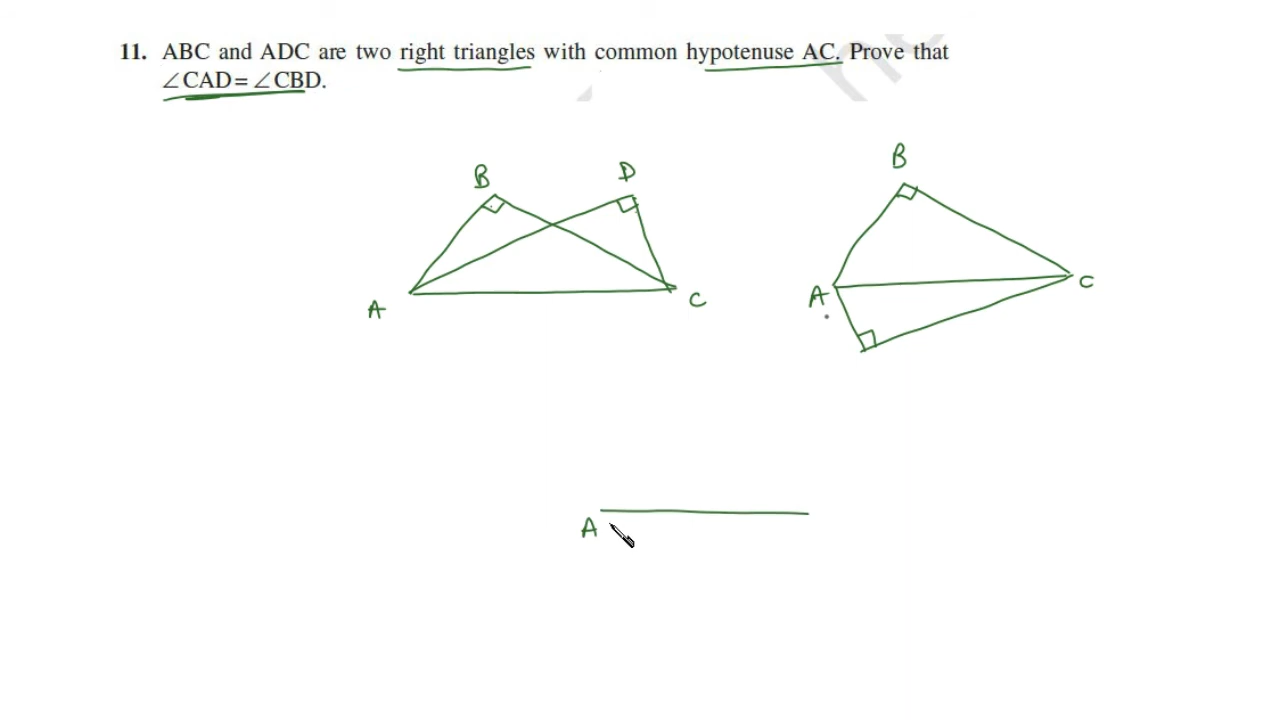 11. ABC and ADC are two right triangles with common hypotenuse AC. Prove that
∠CAD = ∠CBD.
B
D
A
C
B
A
C
A